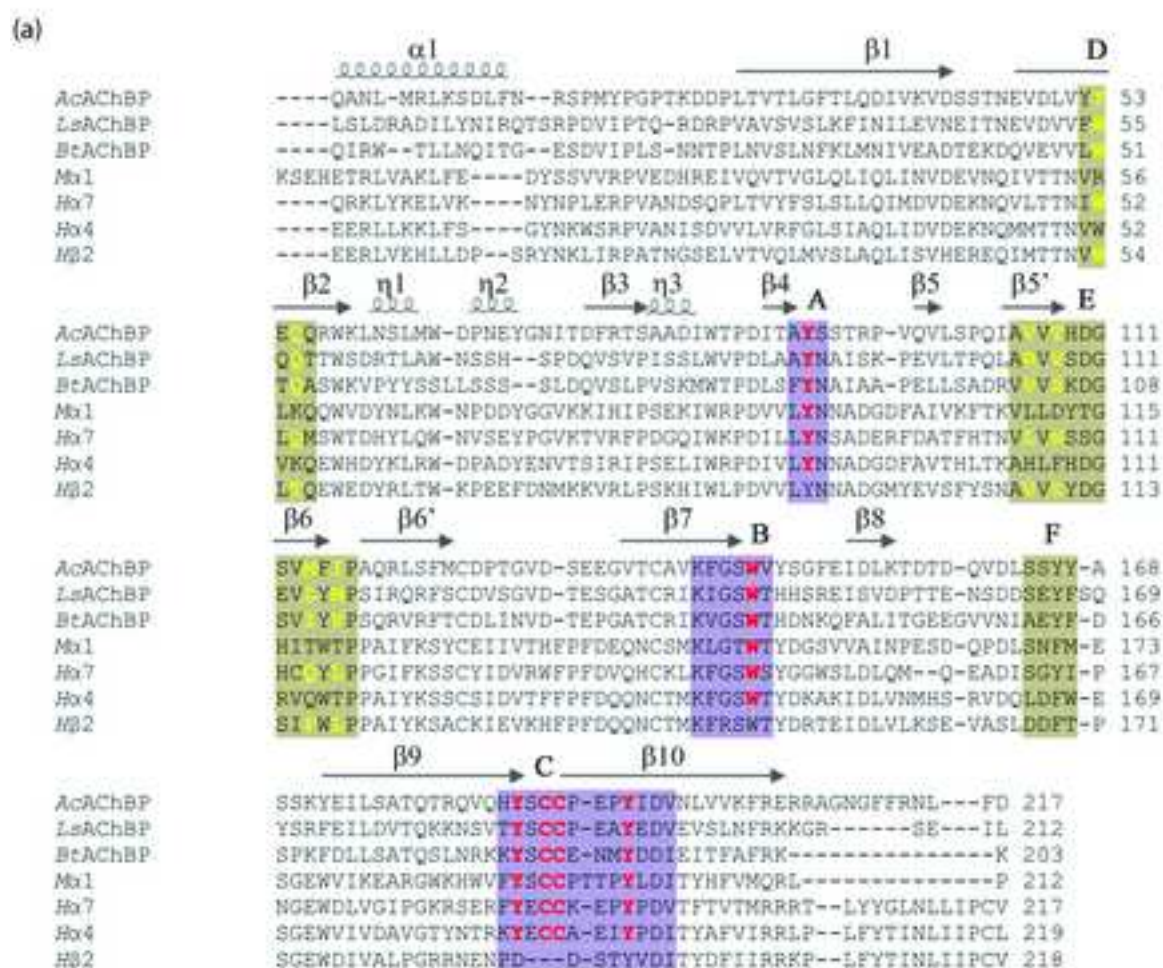 (a)
α1 β1 D
AcAChBP ----QANL-MRLKSDLFN--RSPMYPGPTKDDPLTVTLGFTLQDIVKVDSSTNEVDLVY 53
LsAChBP ----LSLDRADILYNIRQTSRPDVIPTQ-RDRPVAVSVSLKFINILEVNEITNEVDVVF 55
BtAChBP ----QIRW--TLLNQITG--ESDVIPLS-NNTPLNVSLNFKLMNIVEADTEKDQVEVVL 51
Mα1 KSEHETRLVAKLFE----DYSSVVRPVEDHREIVQVTVGLQLIQLINVDEVNQIVTTNVR 56
Hα7 ----QRKLYKELVK----NYNPLERPVANDSQPLTVYFSLSLLQIMDVDEKNQVLTTNI 52
Hα4 ----EERLLKKLFS----GYNKWSRPVANISDVVLVRFGLSIAQLIDVDEKNQMMTTNVW 52
Hβ2 ----EERLVEHLLDP--SRYNKLIRPATNGSELVTVQLMVSLAQLISVHEREQIMTTNV 54
β2 η1 η2 β3 η3 β4 A β5 β5' E
AcAChBP E QRWKLNSLMW-DPNEYGNITDFRTSAADIWTPDITAYSSTRP-VQVLSPQIA V HDG 111
LsAChBP Q TTWSDRTLAW-NSSH--SPDQVSVPISSLWVPDLAAYNAISK-PEVLTPQLA V SDG 111
BtAChBP T ASWKVPYYSSLLSSS--SLDQVSLPVSKMWTPDLSFYNAIAA-PELLSADRV V KDG 108
Mα1 LKQQWVDYNLKW-NPDDYGGVKKIHIPSEKIWRPDVVLYNNADGDFAIVKFTKVLLDYTG 115
Hα7 L MSWTDHYLQW-NVSEYPGVKTVRFPDGQIWKPDILLYNSADERFDATFHTNV V SSG 111
Hα4 VKQEWHDYKLRW-DPADYENVTSIRIPSELIWRPDIVLYNNADGDFAVTHLTKAHLFHDG 111
Hβ2 L QEWEDYRLTW-KPEEFDNMKKVRLPSKHIWLPDVVLYNNADGMYEVSFYSNA V YDG 113
β6 β6' β7 B β8 F
AcAChBP SV F PAQRLSFMCDPTGVD-SEEGVTCAVKFGSWVYSGFEIDLKTDTD-QVDLSSYY-A 168
LsAChBP EV Y PSIRQRFSCDVSGVD-TESGATCRIKIGSWTHHSREISVDPTTE-NSDDSEYFSQ 169
BtAChBP SV Y PSQRVRFTCDLINVD-TEPGATCRIKVGSWTHDNKQFALITGEEGVVNIAEYF-D 166
Mα1 HITWTPPAIFKSYCEIIVTHFPFDEQNCSMKLGTWTYDGSVVAINPESD-QPDLSNFM-E 173
Hα7 HC Y PPGIFKSSCYIDVRWFPFDVQHCKLKFGSWSYGGWSLDLQM--Q-EADISGYI-P 167
Hα4 RVQWTPPAIYKSSCSIDVTFFPFDQQNCTMKFGSWTYDKAKIDLVNMHS-RVDQLDFW-E 169
Hβ2 SI W PPAIYKSACKIEVKHFPFDQQNCTMKFRSWTYDRTEIDLVLKSE-VASLDDFT-P 171
β9 C β10
AcAChBP SSKYEILSATQTRQVQHYSCCP-EPYIDVNLVVKFRERRAGNGFFRNL---FD 217
LsAChBP YSRFEILDVTQKKNSVTYSCCP-EAYEDVEVSLNFRKKGR------SE---IL 212
BtAChBP SPKFDLLSATQSLNRKKYSCCE-NMYDDIEITFAFRK---------------K 203
Mα1 SGEWVIKEARGWKHWVFYSCCPTTPYLDITYHFVMQRL---------------P 212
Hα7 NGEWDLVGIPGKRSERFYECCK-EPYPDVTFTVTMRRRT--LYYGLNLLIPCV 217
Hα4 SGEWVIVDAVGTYNTRKYECCA-EIYPDITYAFVIRRLP--LFYTINLIIPCL 219
Hβ2 SGEWDIVALPGRRNENPD---D-STYVDITYDFIIRRKP--LFYTINLIIPCV 218